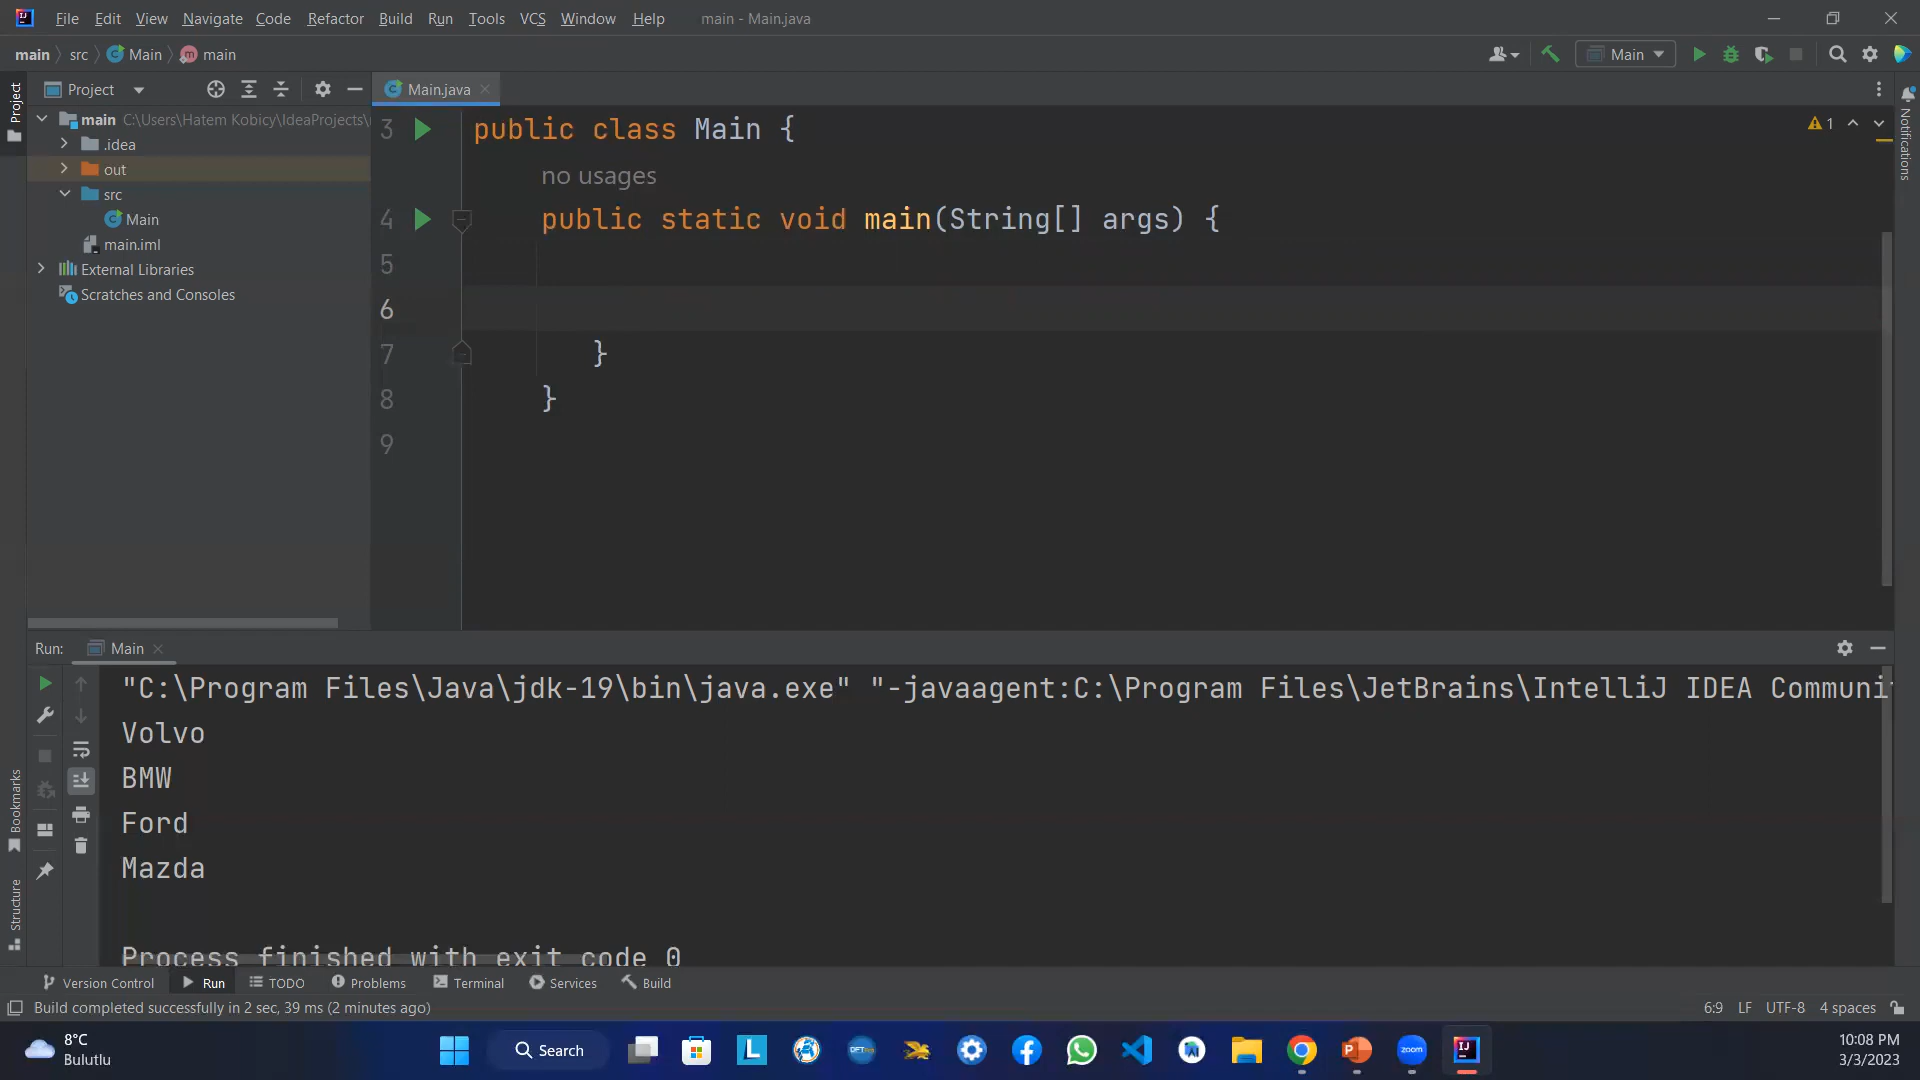 File Edit View Navigate Code Refactor Build Run Tools VCS Window Help main - Main.java
main src Main main
Main
Project
Main.java
Project
main C:\Users\Hatem Kobicy\IdeaProjects\
.idea
out
src
Main
main.iml
External Libraries
Scratches and Consoles
3 public class Main {
no usages
4 public static void main(String[] args) {
5
6
7 }
8 }
9
1
Notifications
Run: Main
"C:\Program Files\Java\jdk-19\bin\java.exe" "-javaagent:C:\Program Files\JetBrains\IntelliJ IDEA Communi
Volvo
BMW
Ford
Mazda
Process finished with exit code 0
Bookmarks
Structure
Version Control Run TODO Problems Terminal Services Build
Build completed successfully in 2 sec, 39 ms (2 minutes ago)
6:9 LF UTF-8 4 spaces
8°C
Bulutlu
Search
zoom
10:08 PM
3/3/2023